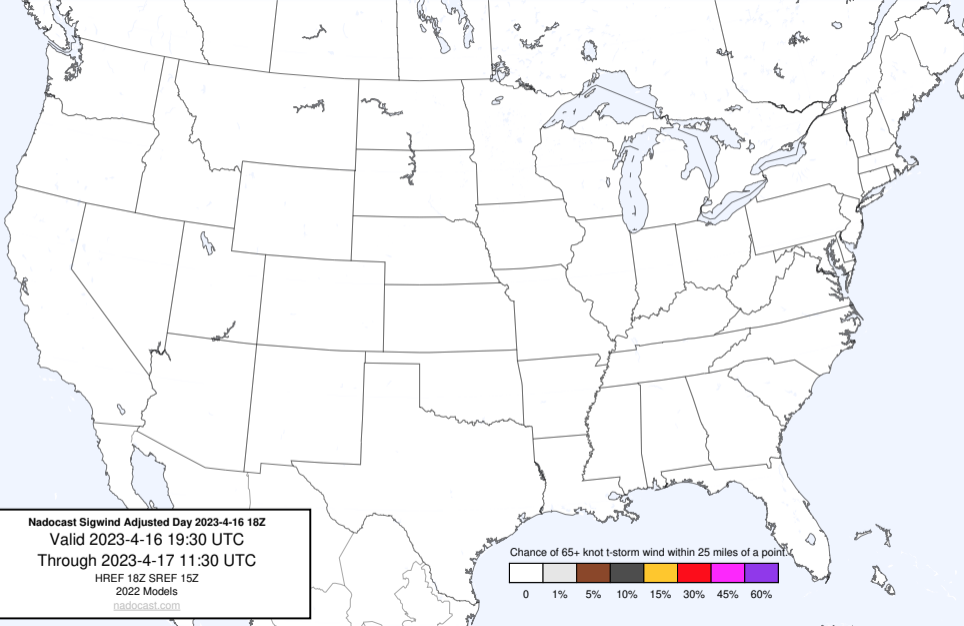 Nadocast Sigwind Adjusted Day 2023-4-16 18Z
Valid 2023-4-16 19:30 UTC
Through 2023-4-17 11:30 UTC
HREF 18Z SREF 15Z
2022 Models
nadocast.com
Chance of 65+ knot t-storm wind within 25 miles of a point.
0 1% 5% 10% 15% 30% 45% 60%